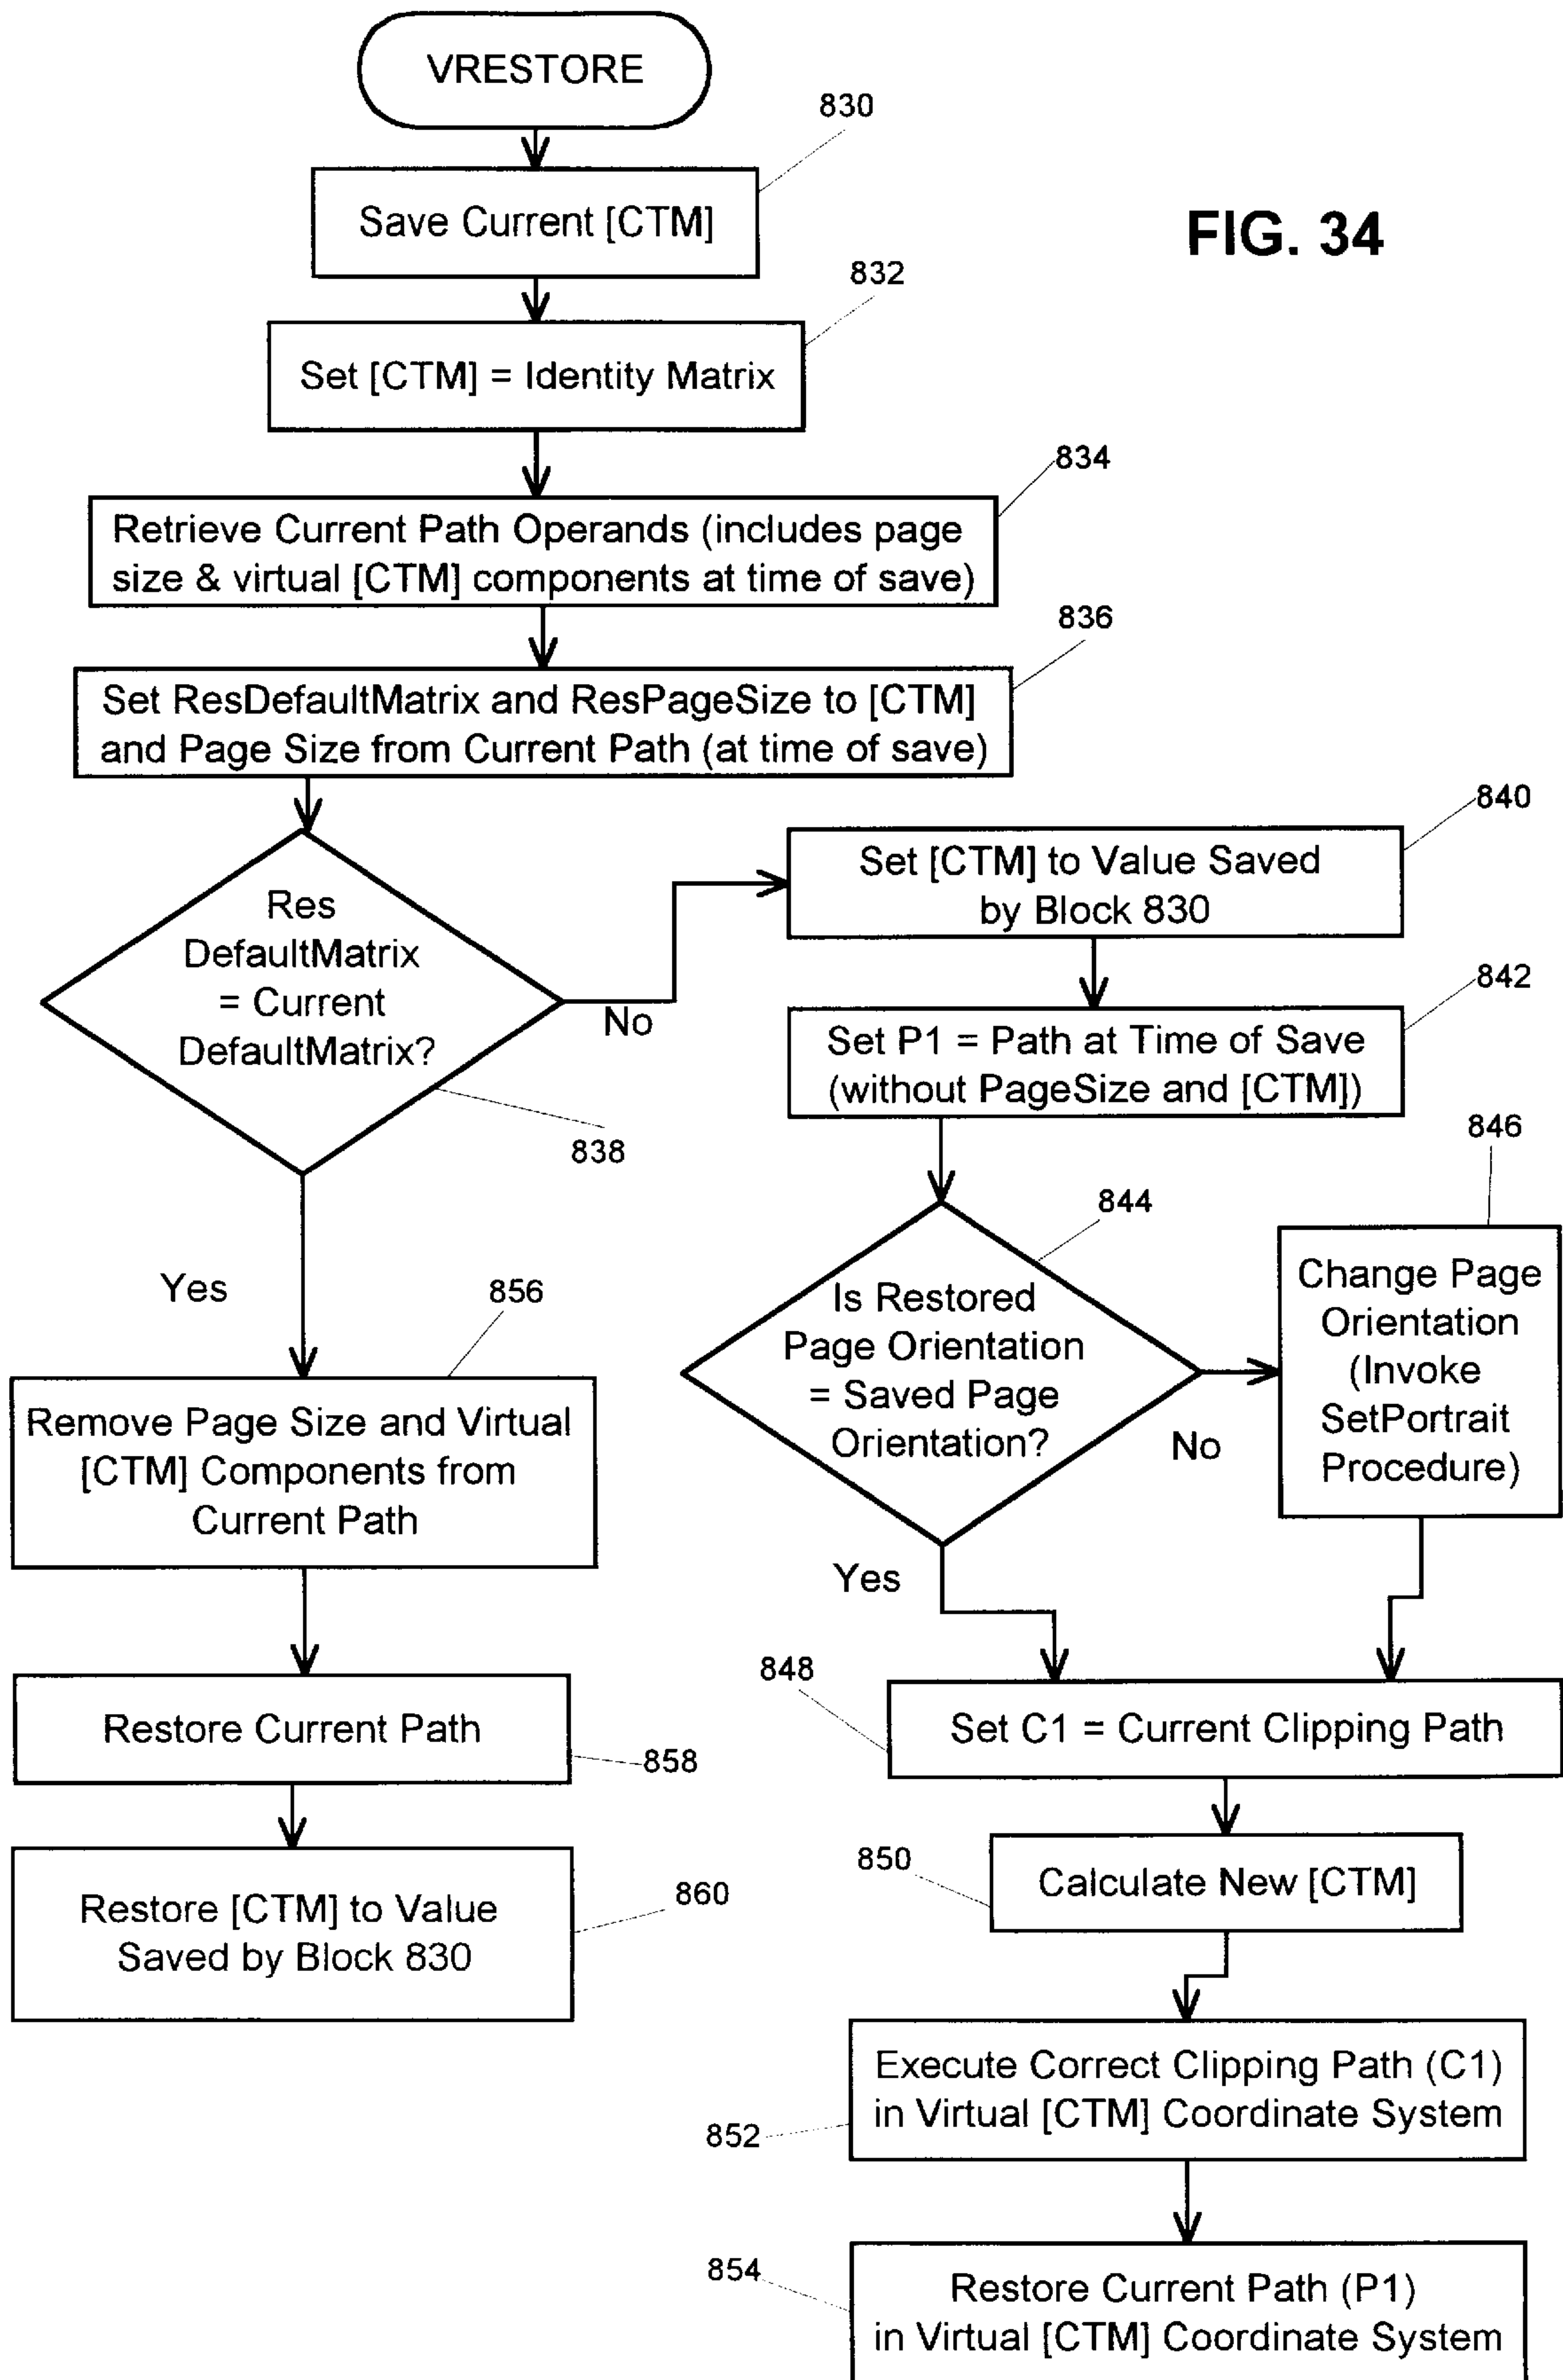 VRESTORE
830
Save Current [CTM]
FIG. 34
832
Set [CTM] = Identity Matrix
834
Retrieve Current Path Operands (includes page
size & virtual [CTM] components at time of save)
836
Set ResDefaultMatrix and ResPageSize to [CTM]
and Page Size from Current Path (at time of save)
Res
DefaultMatrix
= Current
DefaultMatrix?
838
No
840
Set [CTM] to Value Saved
by Block 830
842
Set P1 = Path at Time of Save
(without PageSize and [CTM])
844
Is Restored
Page Orientation
= Saved Page
Orientation?
No
846
Change Page
Orientation
(Invoke
SetPortrait
Procedure)
Yes
856
Remove Page Size and Virtual
[CTM] Components from
Current Path
Restore Current Path
858
Restore [CTM] to Value
Saved by Block 830
860
Yes
848
Set C1 = Current Clipping Path
850
Calculate New [CTM]
Execute Correct Clipping Path (C1)
in Virtual [CTM] Coordinate System
852
854
Restore Current Path (P1)
in Virtual [CTM] Coordinate System